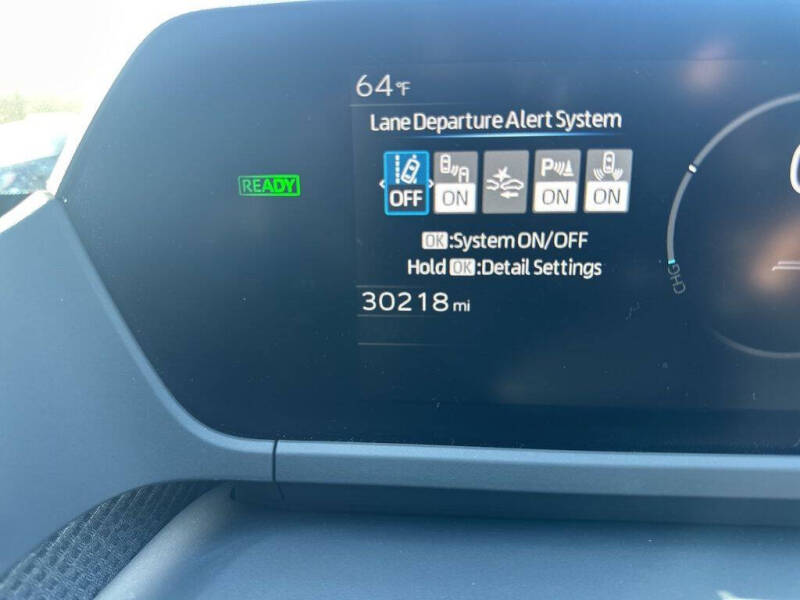 64°F
Lane Departure Alert System
READY
OFF ON P ON ON
OK:System ON/OFF
Hold OK:Detail Settings
30218 mi
CHG